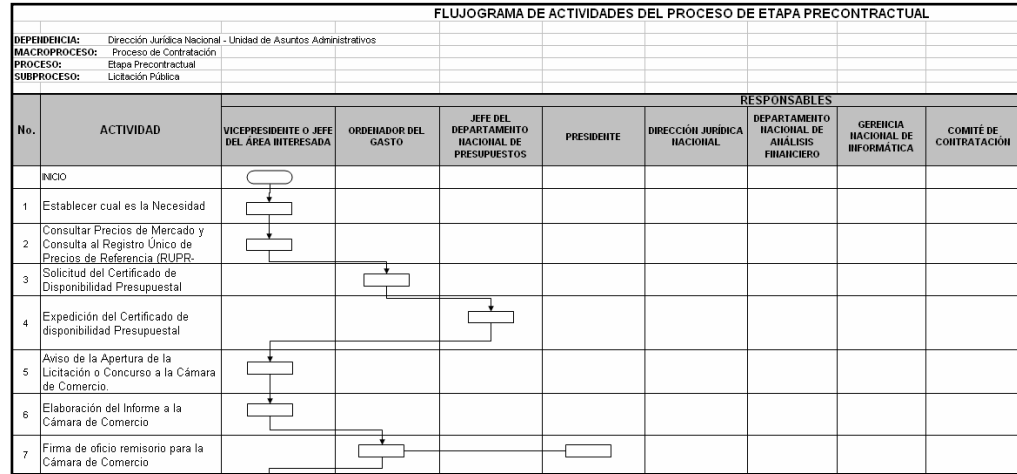 FLUJOGRAMA DE ACTIVIDADES DEL PROCESO DE ETAPA PRECONTRACTUAL
DEPENDENCIA: Dirección Jurídica Nacional - Unidad de Asuntos Administrativos
MACROPROCESO: Proceso de Contratación
PROCESO: Etapa Precontractual
SUBPROCESO: Licitación Pública
RESPONSABLES
No.
ACTIVIDAD
VICEPRESIDENTE O JEFE
DEL ÁREA INTERESADA
ORDENADOR DEL
GASTO
JEFE DEL
DEPARTAMENTO
NACIONAL DE
PRESUPUESTOS
PRESIDENTE
DIRECCIÓN JURÍDICA
NACIONAL
DEPARTAMENTO
NACIONAL DE
ANÁLISIS
FINANCIERO
GERENCIA
NACIONAL DE
INFORMÁTICA
COMITÉ DE
CONTRATACIÓN
INICIO
1 Establecer cual es la Necesidad
2 Consultar Precios de Mercado y
Consulta al Registro Único de
Precios de Referencia (RUPR-
3 Solicitud del Certificado de
Disponibilidad Presupuestal
4 Expedición del Certificado de
disponibilidad Presupuestal
5 Aviso de la Apertura de la
Licitación o Concurso a la Cámara
de Comercio.
6 Elaboración del Informe a la
Cámara de Comercio
7 Firma de oficio remisorio para la
Cámara de Comercio